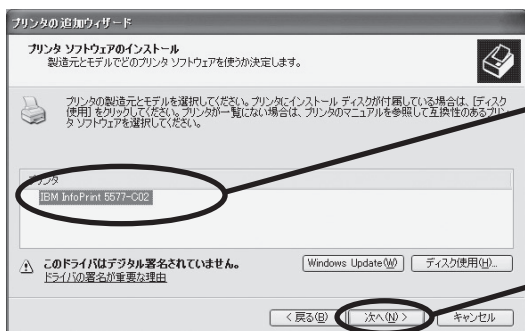 プリンタの追加ウィザード
プリンタ ソフトウェアのインストール
製造元とモデルでどのプリンタ ソフトウェアを使うか決定します。
プリンタの製造元とモデルを選択してください。プリンタにインストール ディスクが付属している場合は、[ディスク
使用] をクリックしてください。プリンタが一覧にない場合は、プリンタのマニュアルを参照して互換性のあるプリン
タ ソフトウェアを選択してください。
プリンタ
IBM InfoPrint 5577-C02
このドライバはデジタル署名されていません。
ドライバの署名が重要な理由
Windows Update(W)
ディスク使用(H)...
< 戻る(B)
次へ(N) >
キャンセル